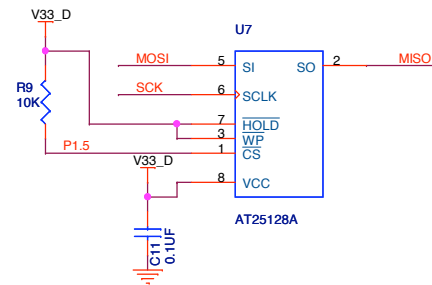 V33_D
U7
MOSI
5
SI
SO
2
MISO
R9
10K
SCK
6
SCLK
7
HOLD
3
WP
P1.5
1
CS
V33_D
8
VCC
C11
0.1UF
AT25128A